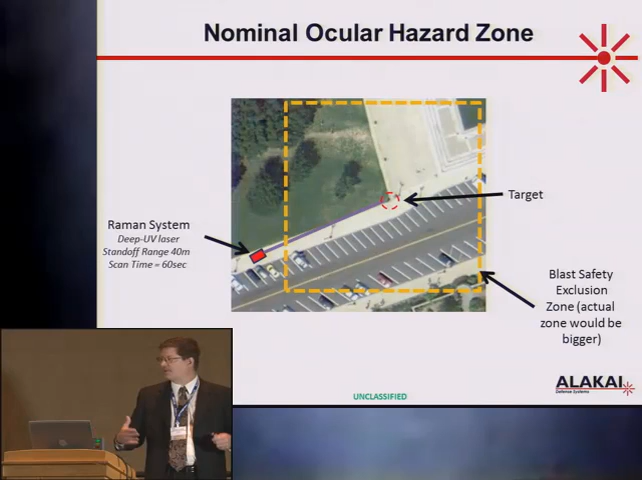 Nominal Ocular Hazard Zone
Raman System
Deep-UV laser
Standoff Range 40m
Scan Time = 60sec
Target
Blast Safety
Exclusion
Zone (actual
zone would be
bigger)
ALAKAI
Defense Systems
UNCLASSIFIED